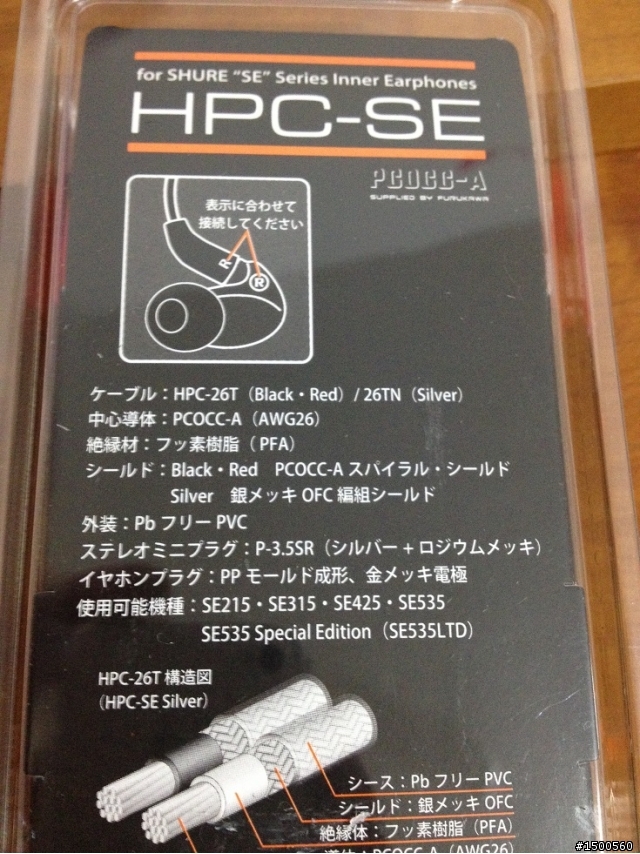 for SHURE "SE" Series Inner Earphones
HPC-SE
PCOCC-A
SUPPLIED BY FURUKAWA
表示に合わせて
接続してください
R
R
ケーブル：HPC-26T（Black・Red）/ 26TN（Silver）
中心導体：PCOCC-A（AWG26）
絶縁材：フッ素樹脂（PFA）
シールド：Black・Red　PCOCC-A スパイラル・シールド
Silver　銀メッキ OFC 編組シールド
外装：Pb フリー PVC
ステレオミニプラグ：P-3.5SR（シルバー + ロジウムメッキ）
イヤホンプラグ：PP モールド成形、金メッキ電極
使用可能機種：SE215・SE315・SE425・SE535
SE535 Special Edition（SE535LTD）
HPC-26T 構造図
（HPC-SE Silver）
シース：Pb フリー PVC
シールド：銀メッキ OFC
絶縁体：フッ素樹脂（PFA）
導体：PCOCC-A（AWG26）
#1500560